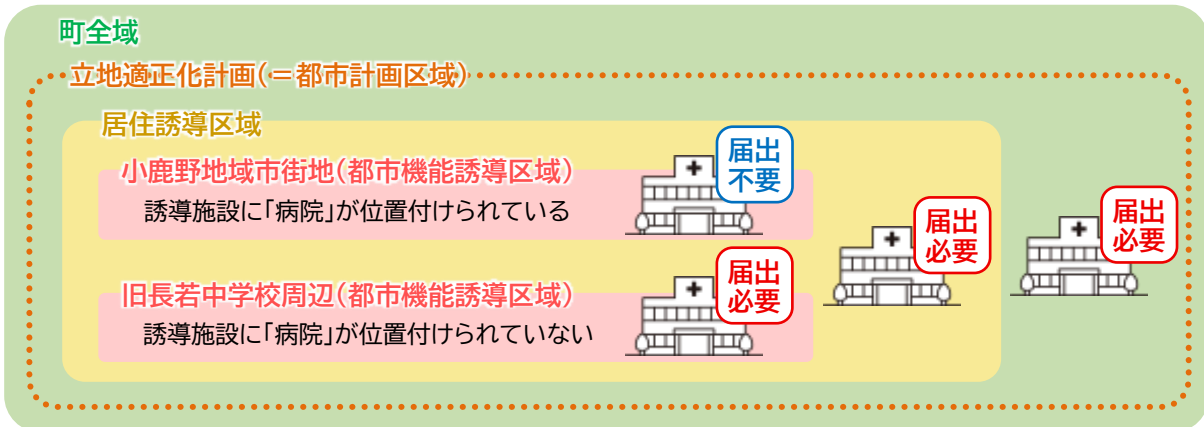 町全域
立地適正化計画(=都市計画区域)
居住誘導区域
小鹿野地域市街地(都市機能誘導区域)
誘導施設に「病院」が位置付けられている
届出
不要
旧長若中学校周辺(都市機能誘導区域)
誘導施設に「病院」が位置付けられていない
届出
必要
届出
必要
届出
必要